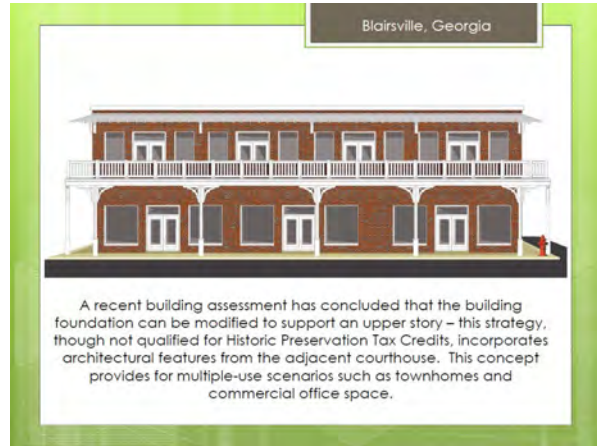 Blairsville, Georgia
A recent building assessment has concluded that the building
foundation can be modified to support an upper story – this strategy,
though not qualified for Historic Preservation Tax Credits, incorporates
architectural features from the adjacent courthouse.  This concept
provides for multiple-use scenarios such as townhomes and
commercial office space.